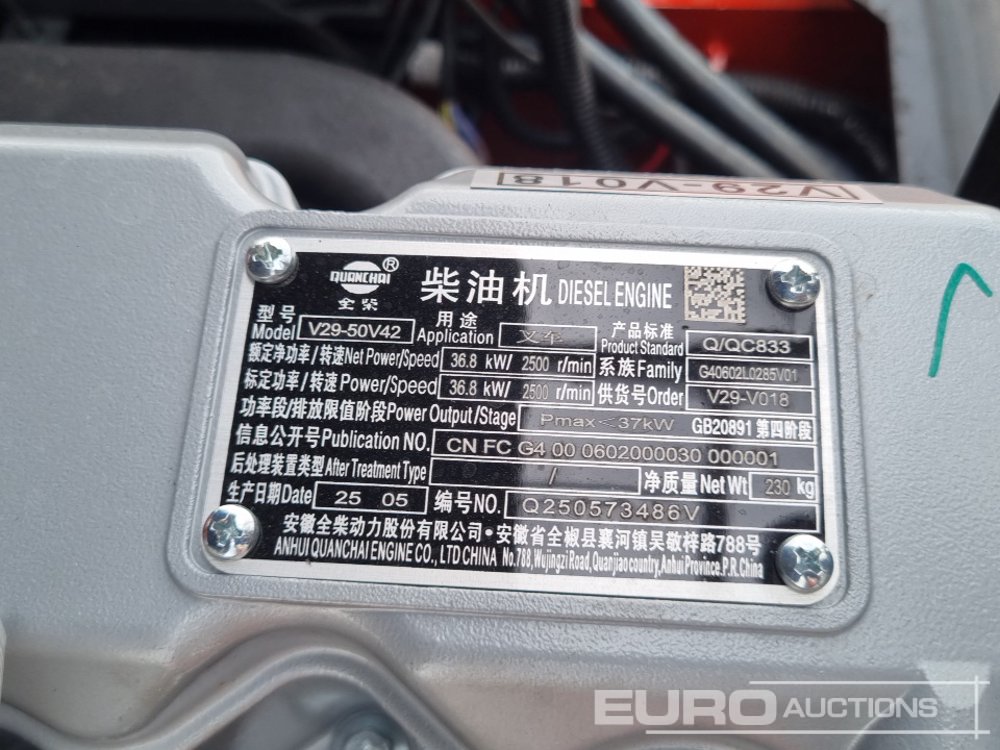 V29-V018
QUANCHAI®
全柴
柴油机 DIESEL ENGINE
型号 Model V29-50V42 用途 Application 叉车 产品标准 Product Standard Q/QC833
额定净功率/转速Net Power/Speed 36.8 kW/ 2500 r/min 系族Family G40602L0285V01
标定功率/转速 Power/Speed 36.8 kW/ 2500 r/min 供货号Order V29-V018
功率段/排放限值阶段Power Output/Stage Pmax<37kW GB20891 第四阶段
信息公开号Publication NO. CN FC G4 00 0602000030 000001
后处理装置类型After Treatment Type / 净质量Net Wt 230 kg
生产日期Date 25 05 编号NO. Q250573486V
安徽全柴动力股份有限公司·安徽省全椒县襄河镇吴敬梓路788号
ANHUI QUANCHAI ENGINE CO., LTD CHINA No.788,Wujingzi Road,Quanjiao country,Anhui Province.P.R.China
EURO AUCTIONS